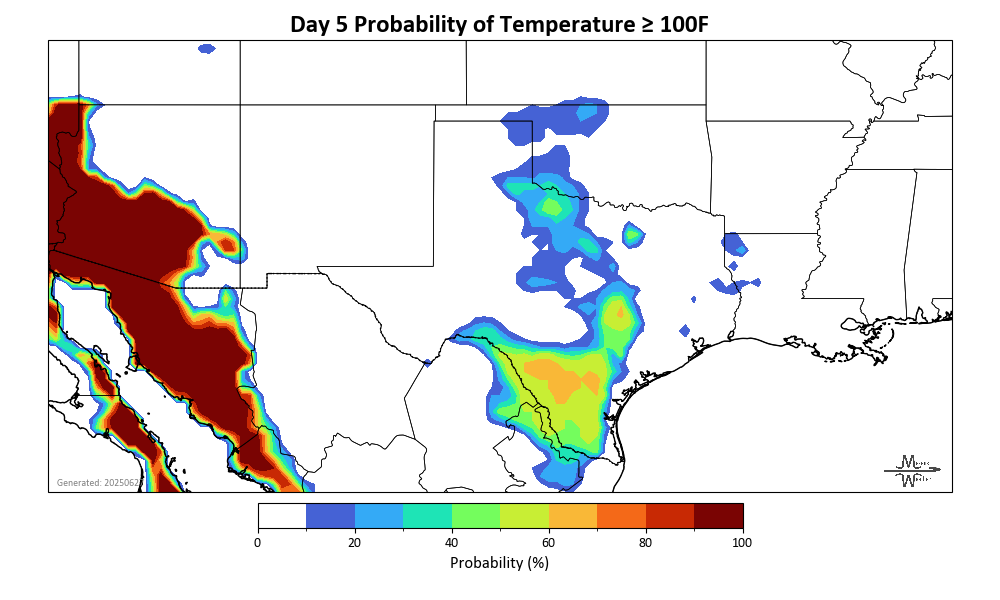 Day 5 Probability of Temperature ≥ 100F
Generated: 2025062
0 20 40 60 80 100
Probability (%)